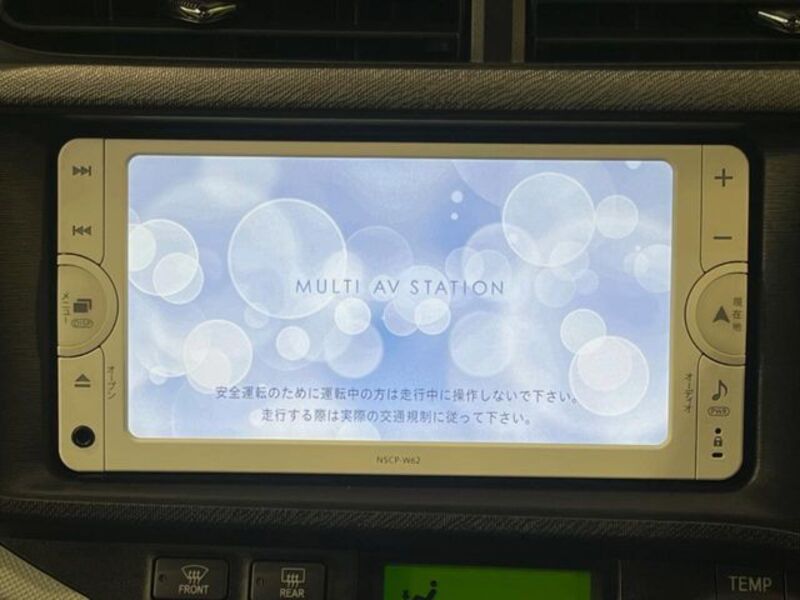 MULTI AV STATION
安全運転のために運転中の方は走行中に操作しないで下さい。
走行する際は実際の交通規制に従って下さい。
メニュー
DISP
オープン
現在地
オーディオ
PWR
NSCP-W62
FRONT
REAR
TEMP